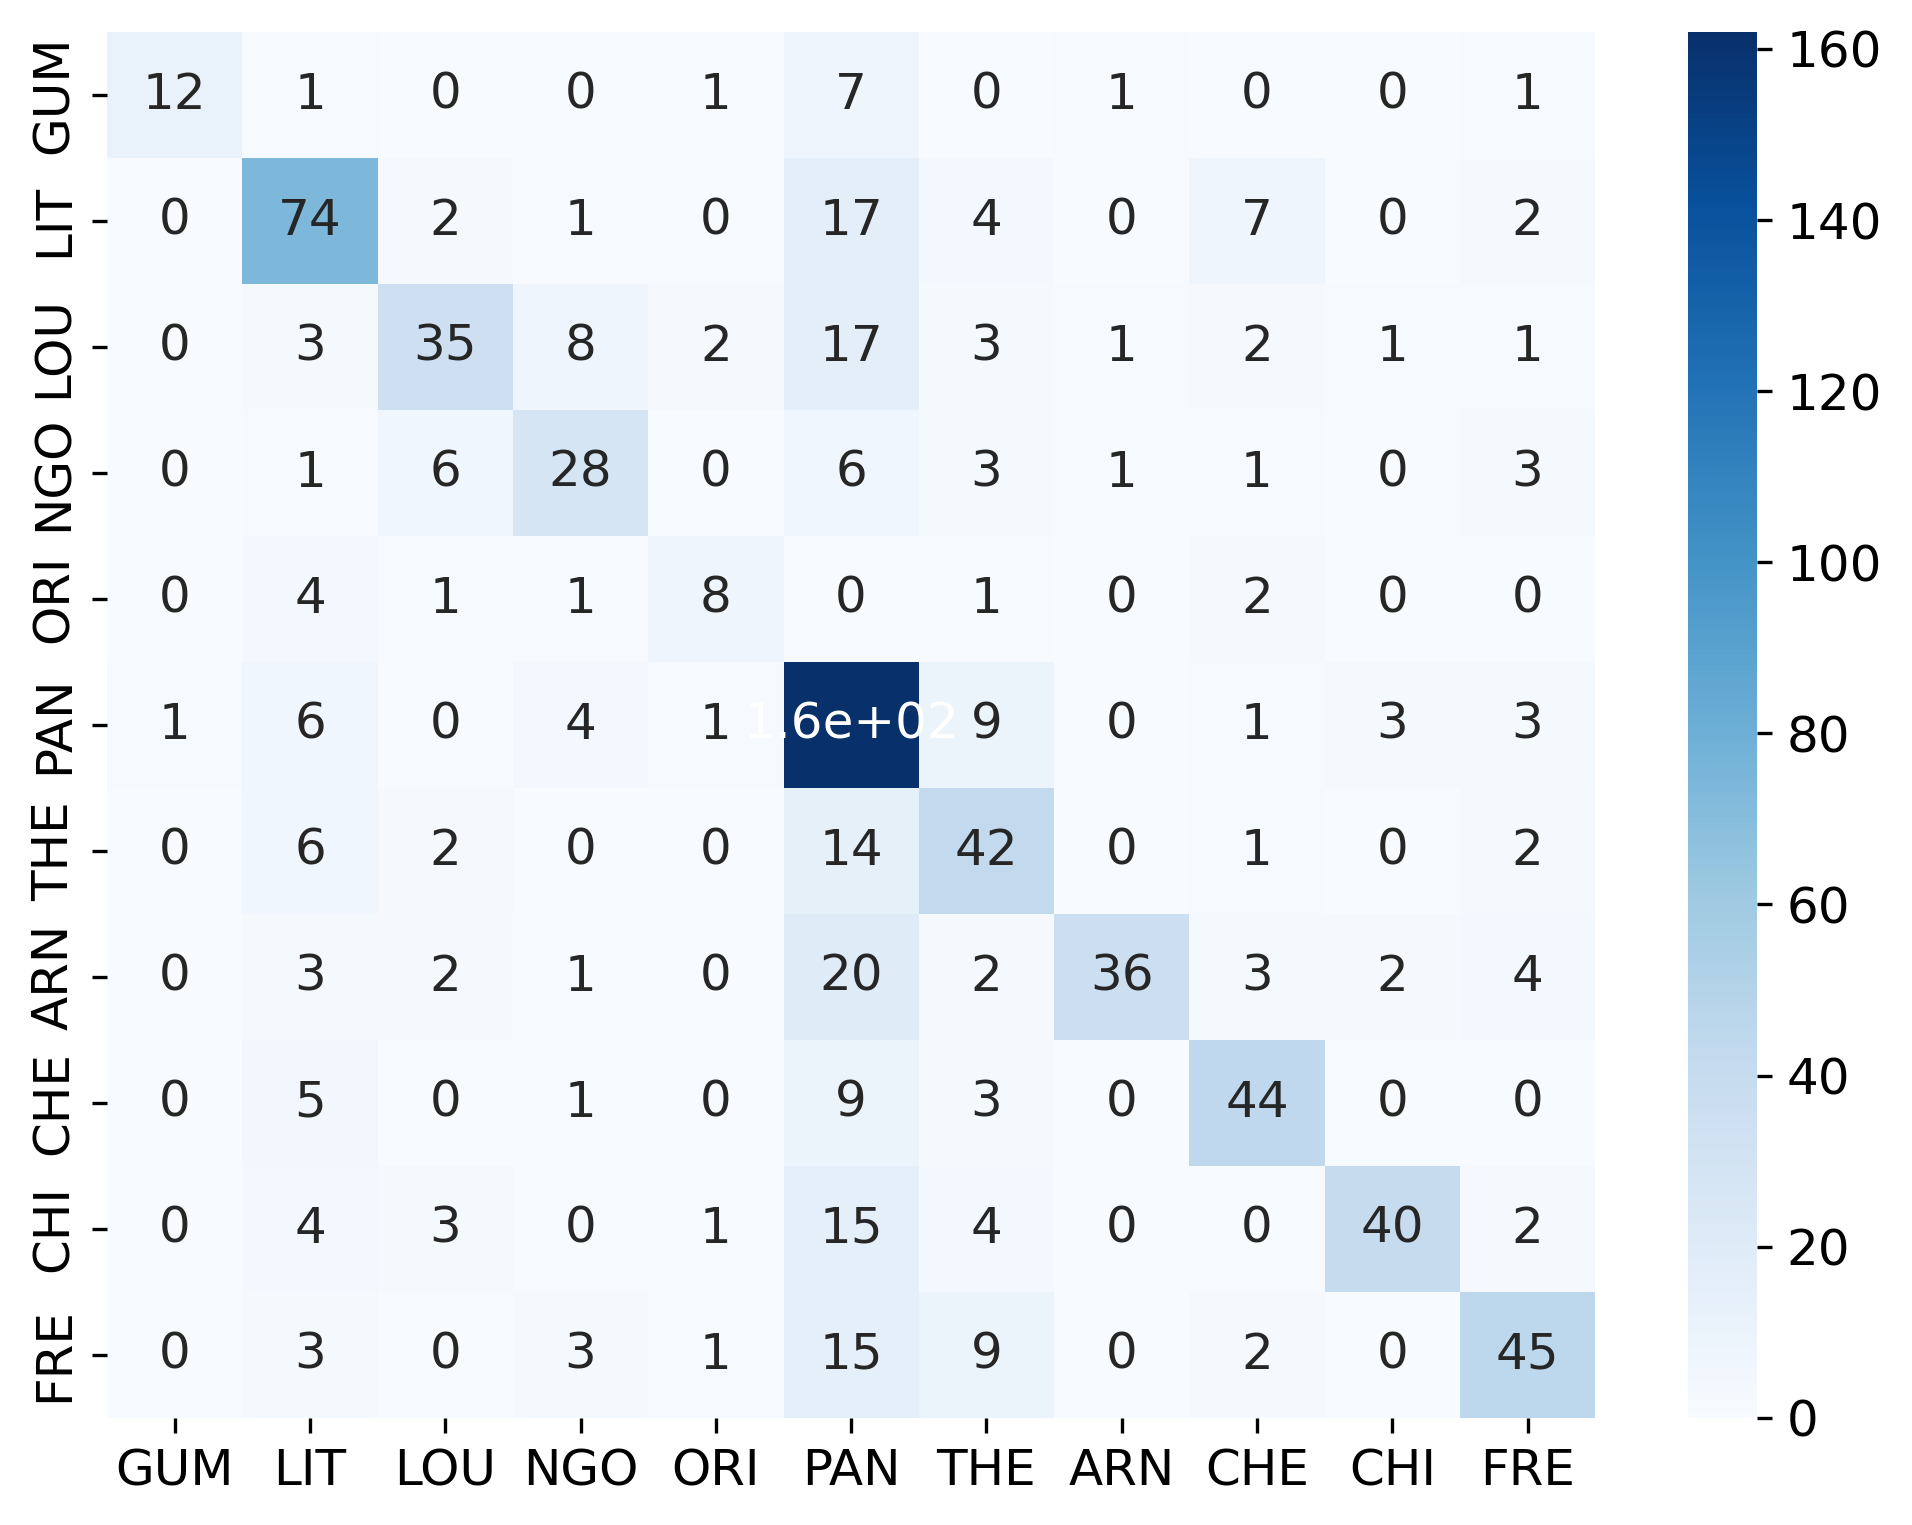 GUM 12 1 0 0 1 7 0 1 0 0 1
LIT 0 74 2 1 0 17 4 0 7 0 2
LOU 0 3 35 8 2 17 3 1 2 1 1
NGO 0 1 6 28 0 6 3 1 1 0 3
ORI 0 4 1 1 8 0 1 0 2 0 0
PAN 1 6 0 4 1 1.6e+02 9 0 1 3 3
THE 0 6 2 0 0 14 42 0 1 0 2
ARN 0 3 2 1 0 20 2 36 3 2 4
CHE 0 5 0 1 0 9 3 0 44 0 0
CHI 0 4 3 0 1 15 4 0 0 40 2
FRE 0 3 0 3 1 15 9 0 2 0 45
GUM LIT LOU NGO ORI PAN THE ARN CHE CHI FRE
160
140
120
100
80
60
40
20
0